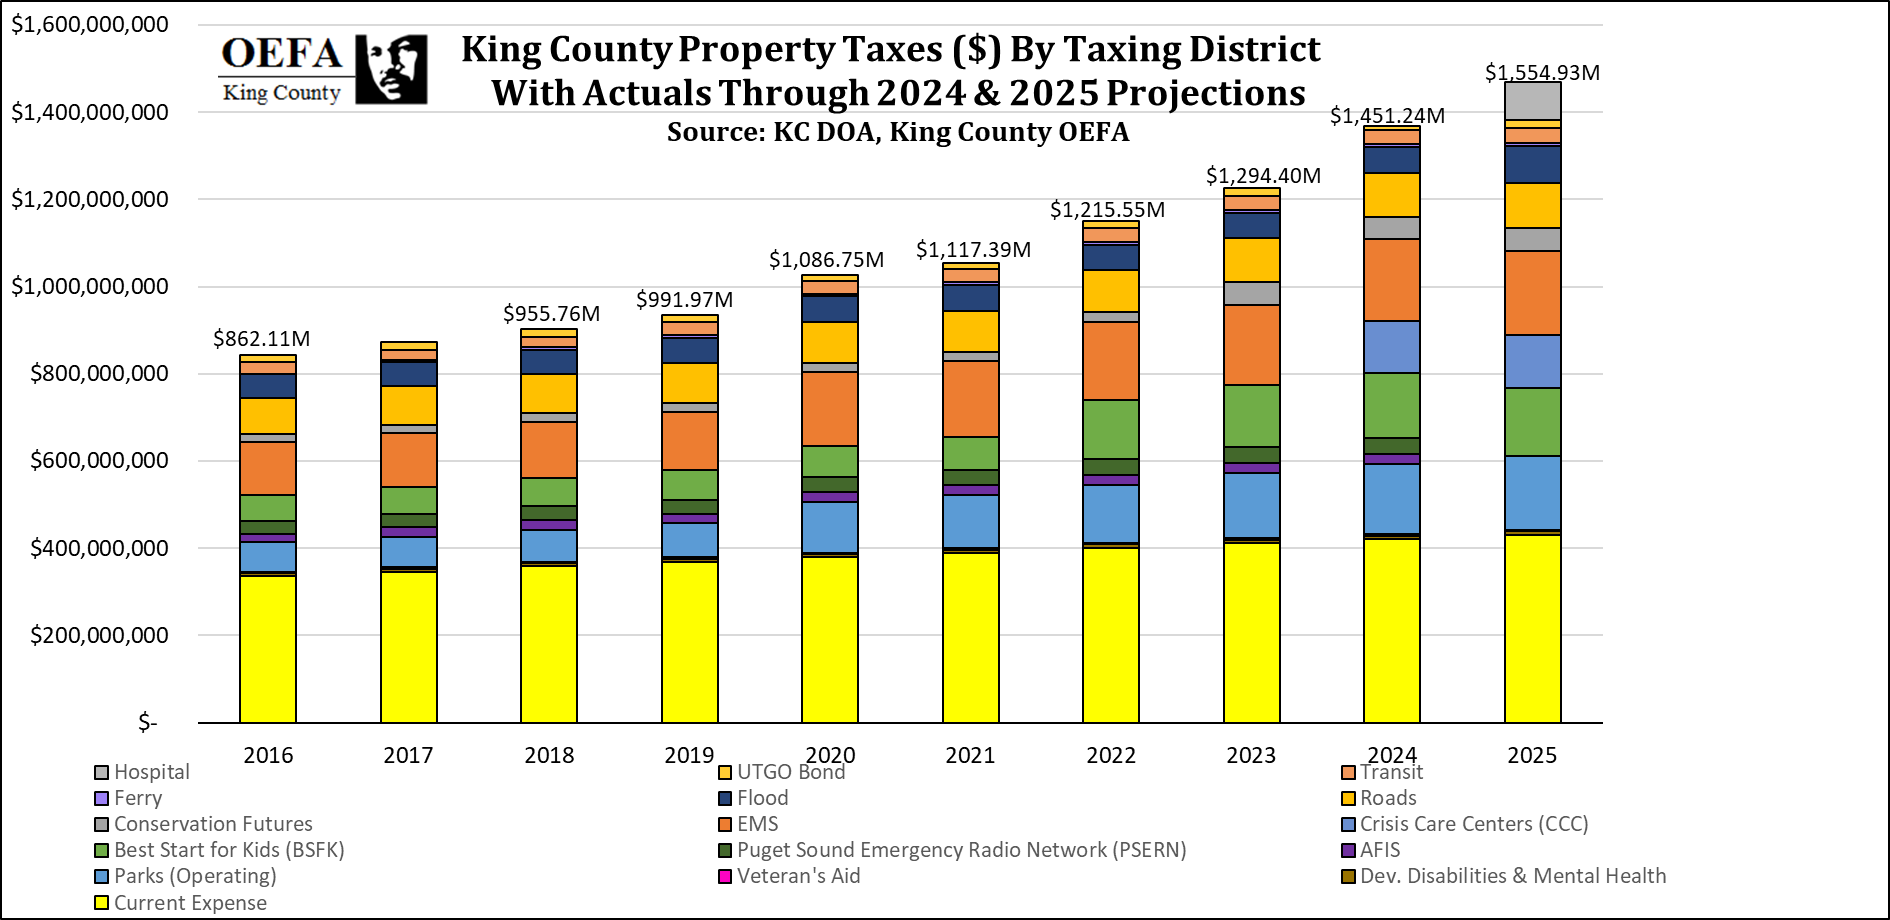 $1,600,000,000
OEFA
King County
King County Property Taxes ($) By Taxing District
With Actuals Through 2024 & 2025 Projections
Source: KC DOA, King County OEFA
$1,400,000,000
$1,200,000,000
$1,000,000,000
$800,000,000
$600,000,000
$400,000,000
$200,000,000
$-
$862.11M
$955.76M
$991.97M
$1,086.75M
$1,117.39M
$1,215.55M
$1,294.40M
$1,451.24M
$1,554.93M
2016 2017 2018 2019 2020 2021 2022 2023 2024 2025
Hospital UTGO Bond Transit
Ferry Flood Roads
Conservation Futures EMS Crisis Care Centers (CCC)
Best Start for Kids (BSFK) Puget Sound Emergency Radio Network (PSERN) AFIS
Parks (Operating) Veteran's Aid Dev. Disabilities & Mental Health
Current Expense